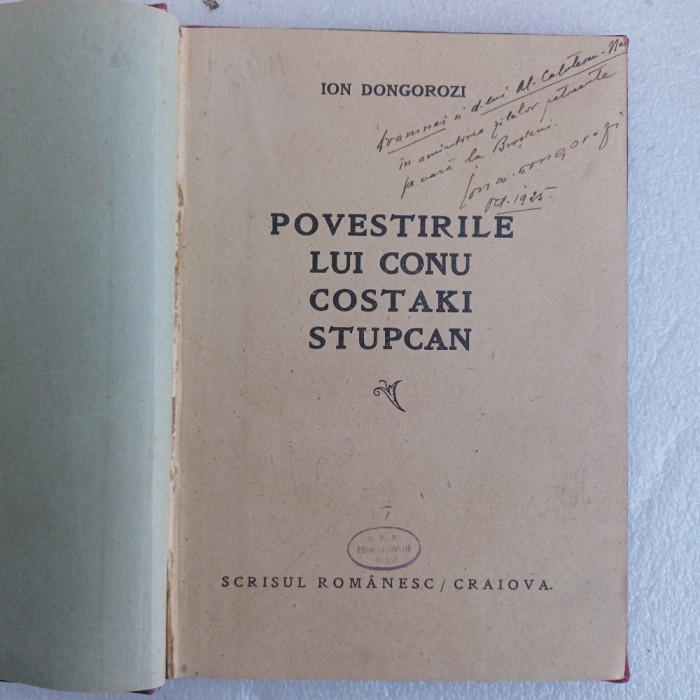 ION DONGOROZI
Doamnei și d-lui Al. Calotescu-
în amintirea zilelor petrecute
pe vară la Broșteni.
Ion Dongorozi
Oct. 1925.
POVESTIRILE
LUI CONU
COSTAKI
STUPCAN
SCRISUL ROMÂNESC / CRAIOVA.